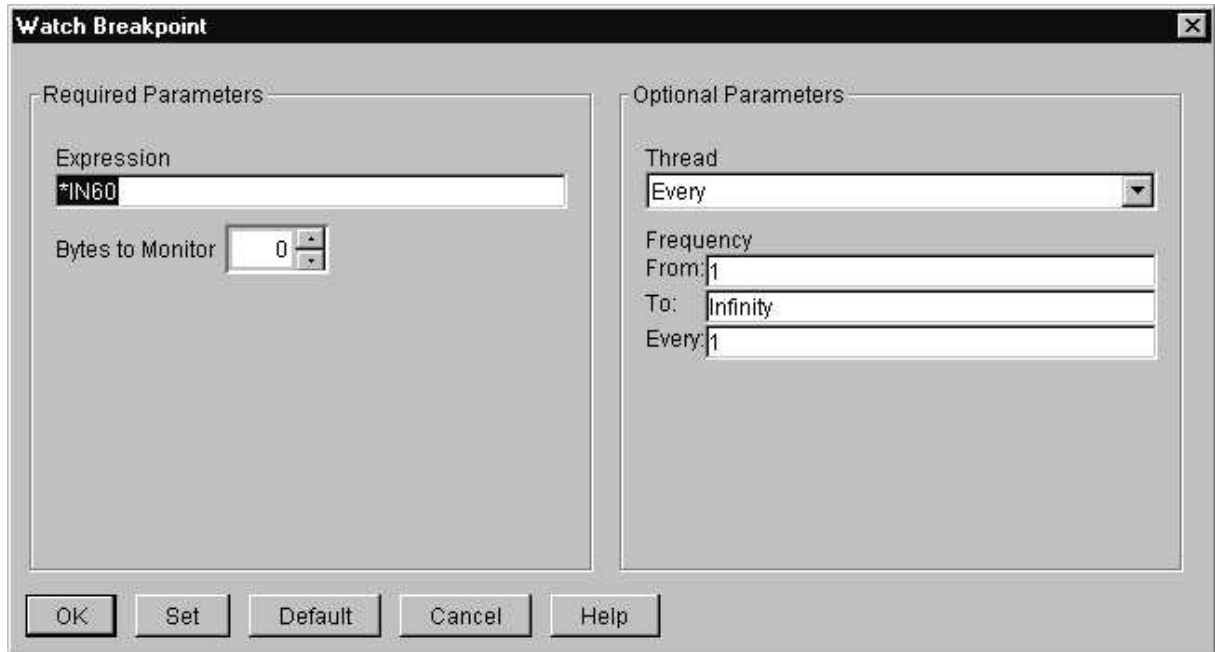 Watch Breakpoint
Required Parameters
Expression
*IN60
Bytes to Monitor 0
Optional Parameters
Thread
Every
Frequency
From: 1
To: Infinity
Every: 1
OK Set Default Cancel Help